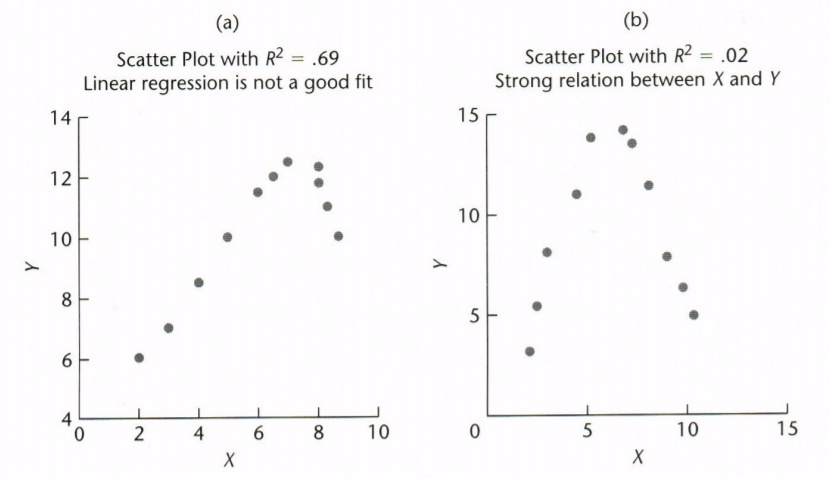 (a)
Scatter Plot with R² = .69
Linear regression is not a good fit
14
12
10
8
6
4
Y
0 2 4 6 8 10
X
(b)
Scatter Plot with R² = .02
Strong relation between X and Y
15
10
5
Y
0 5 10 15
X